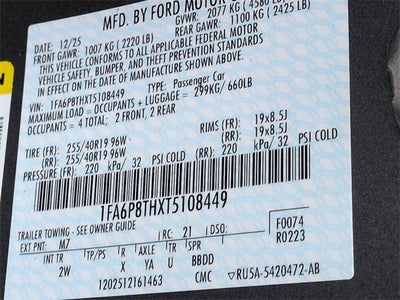 MFD. BY FORD MOTOR
DATE: 12/25 GVWR: 2077 KG (4580 LB)
FRONT GAWR: 1007 KG (2220 LB) REAR GAWR: 1100 KG (2425 LB)
THIS VEHICLE CONFORMS TO ALL APPLICABLE FEDERAL MOTOR
VEHICLE SAFETY, BUMPER, AND THEFT PREVENTION STANDARDS
IN EFFECT ON THE DATE OF MANUFACTURE SHOWN ABOVE.
VIN: 1FA6P8THXT5108449 TYPE: Passenger Car
MAXIMUM LOAD = OCCUPANTS + LUGGAGE = 299KG/ 660LB
OCCUPANTS = 4 TOTAL; 2 FRONT, 2 REAR
TIRE (FR): 255/40R19 96W RIMS (FR): 19x8.5J
(RR): 255/40R19 96W (RR): 19x8.5J
PRESSURE (FR): 220 kPa/ 32 PSI COLD (RR): 220 kPa/ 32 PSI COLD
1FA6P8THXT5108449
TRAILER TOWING - SEE OWNER GUIDE F0074
EXT PNT: M7 RC: 21 DSO: R0223
INT TR TP/PS R AXLE TR SPR
2W X YA U BBDD
1202512161463 CMC ▽RU5A-5420472-AB